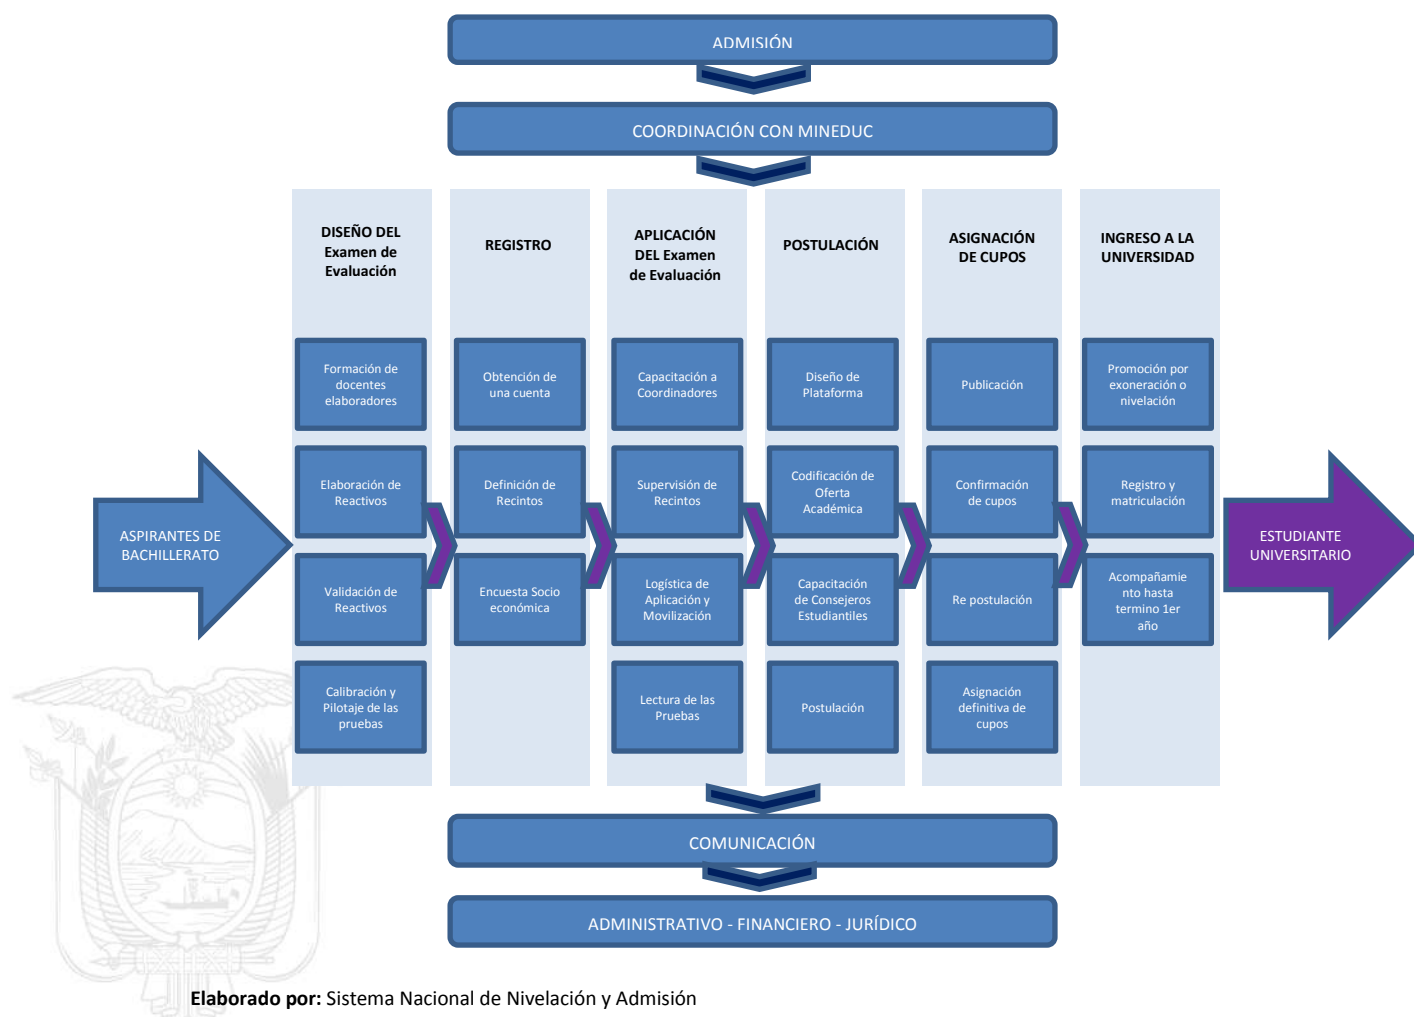 ADMISIÓN
COORDINACIÓN CON MINEDUC
DISEÑO DEL
Examen de
Evaluación
REGISTRO
APLICACIÓN
DEL Examen
de Evaluación
POSTULACIÓN
ASIGNACIÓN
DE CUPOS
INGRESO A LA
UNIVERSIDAD
ASPIRANTES DE
BACHILLERATO
Formación de
docentes
elaboradores
Elaboración de
Reactivos
Validación de
Reactivos
Calibración y
Pilotaje de las
pruebas
Obtención de
una cuenta
Definición de
Recintos
Encuesta Socio
económica
Capacitación a
Coordinadores
Supervisión de
Recintos
Logística de
Aplicación y
Movilización
Lectura de las
Pruebas
Diseño de
Plataforma
Codificación de
Oferta
Académica
Capacitación
de Consejeros
Estudiantiles
Postulación
Publicación
Confirmación
de cupos
Re postulación
Asignación
definitiva de
cupos
Promoción por
exoneración o
nivelación
Registro y
matriculación
Acompañamie
nto hasta
termino 1er
año
ESTUDIANTE
UNIVERSITARIO
COMUNICACIÓN
ADMINISTRATIVO - FINANCIERO - JURÍDICO
Elaborado por: Sistema Nacional de Nivelación y Admisión